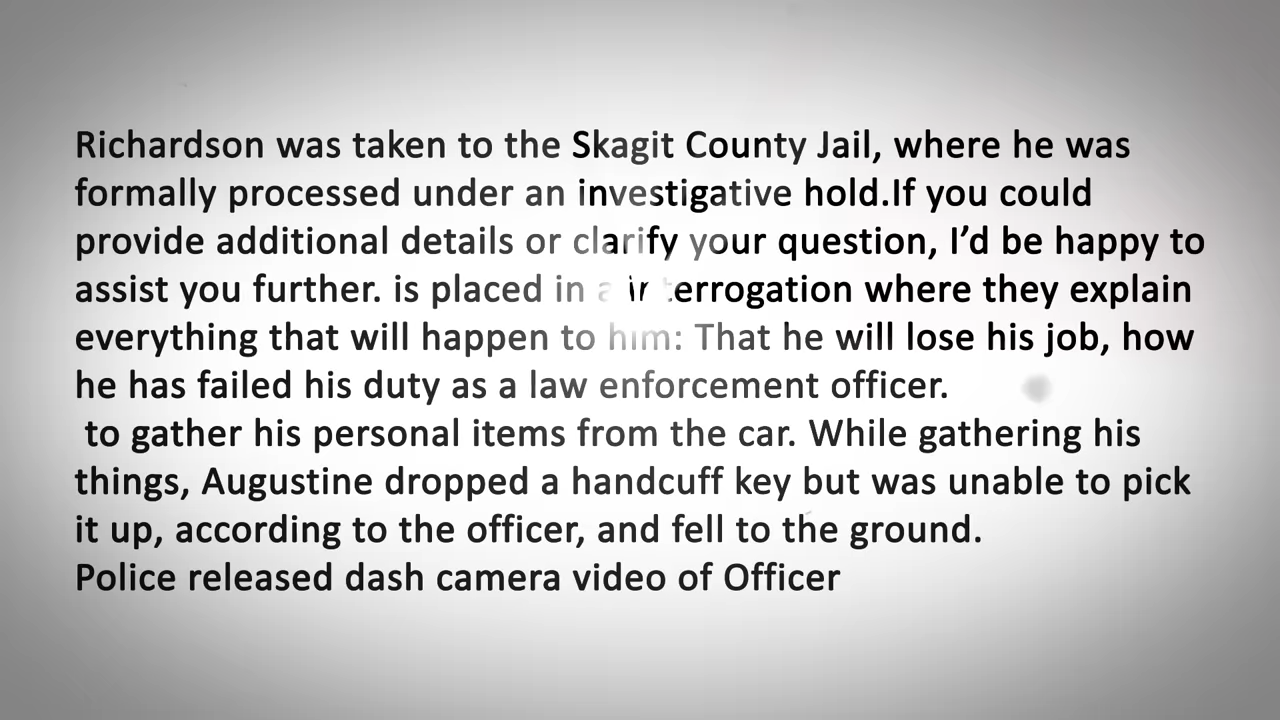 Richardson was taken to the Skagit County Jail, where he was
formally processed under an investigative hold.If you could
provide additional details or clarify your question, I’d be happy to
assist you further. is placed in a interrogation where they explain
everything that will happen to him: That he will lose his job, how
he has failed his duty as a law enforcement officer.
to gather his personal items from the car. While gathering his
things, Augustine dropped a handcuff key but was unable to pick
it up, according to the officer, and fell to the ground.
Police released dash camera video of Officer